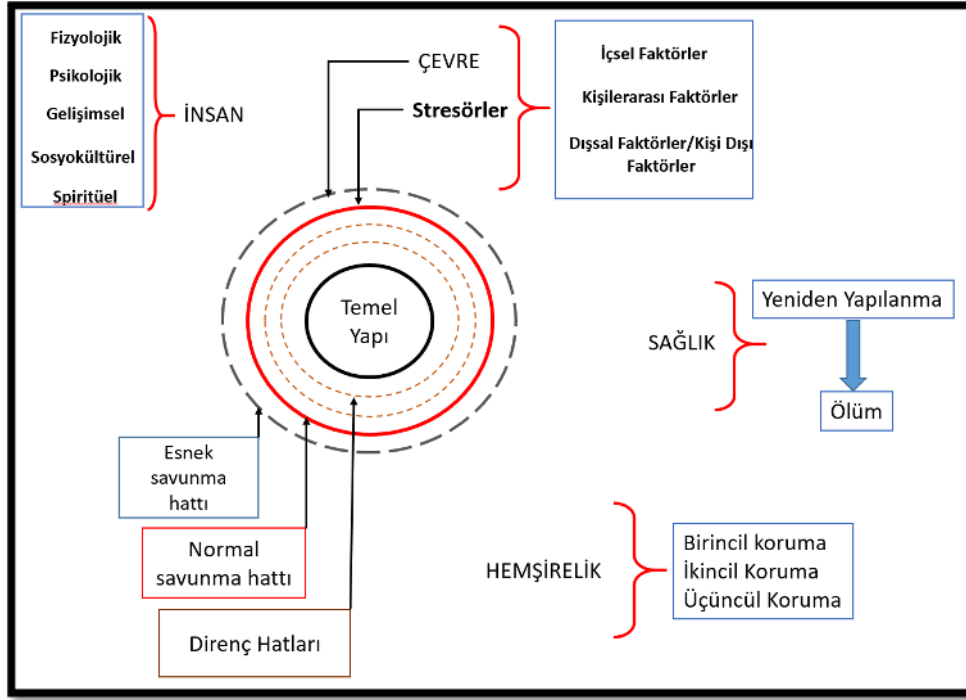 Fizyolojik
Psikolojik
Gelişimsel
Sosyokültürel
Spiritüel
İNSAN
ÇEVRE
Stresörler
İçsel Faktörler
Kişilerarası Faktörler
Dışsal Faktörler/Kişi Dışı
Faktörler
Temel
Yapı
SAĞLIK
Yeniden Yapılanma
Ölüm
Esnek
savunma
hattı
Normal
savunma hattı
Direnç Hatları
HEMŞİRELİK
Birincil koruma
İkincil Koruma
Üçüncül Koruma